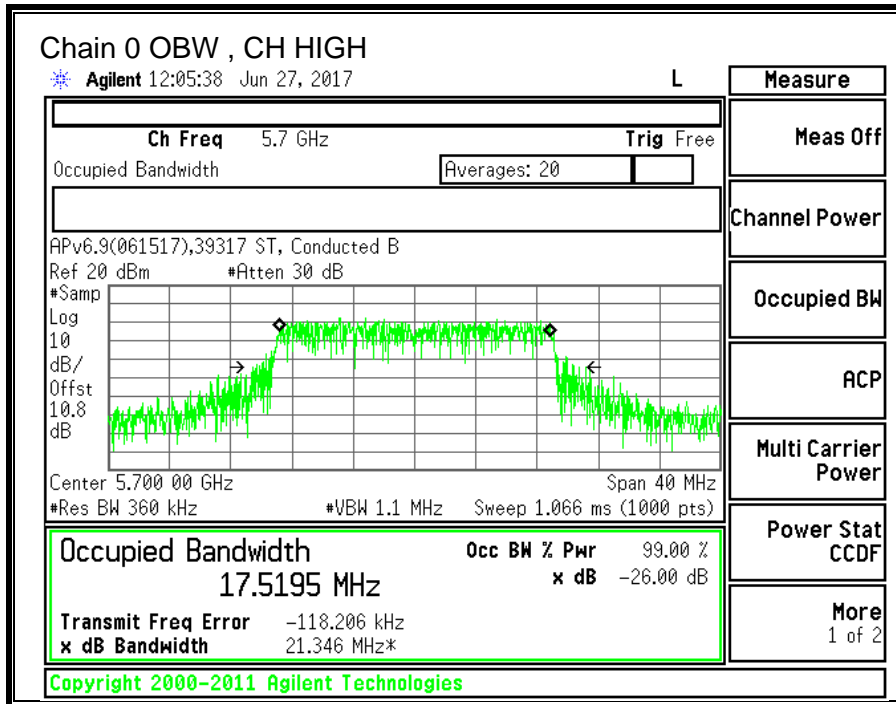 Chain 0 OBW , CH HIGH
Agilent 12:05:38 Jun 27, 2017 L
Measure
Ch Freq 5.7 GHz Trig Free
Meas Off
Occupied Bandwidth Averages: 20
Channel Power
APv6.9(061517),39317 ST, Conducted B
Ref 20 dBm #Atten 30 dB
#Samp
Log
10
dB/
Offst
10.8
dB
Occupied BW
ACP
Center 5.700 00 GHz Span 40 MHz
#Res BW 360 kHz #VBW 1.1 MHz Sweep 1.066 ms (1000 pts)
Multi Carrier
Power
Occupied Bandwidth Occ BW % Pwr 99.00 %
17.5195 MHz x dB -26.00 dB
Power Stat
CCDF
Transmit Freq Error -118.206 kHz
x dB Bandwidth 21.346 MHz*
More
1 of 2
Copyright 2000-2011 Agilent Technologies